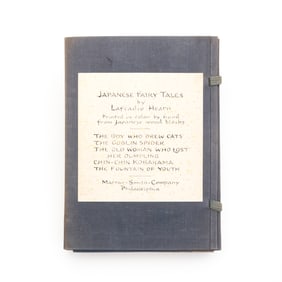 JAPANESE FAIRY TALES
by
Lafcadio Hearn
Printed in color by hand
from Japanese wood blocks
THE BOY WHO DREW CATS
THE GOBLIN SPIDER
THE OLD WOMAN WHO LOST
HER DUMPLING
CHIN-CHIN KOBAKAMA
THE FOUNTAIN OF YOUTH
Macrae-Smith-Company
Philadelphia